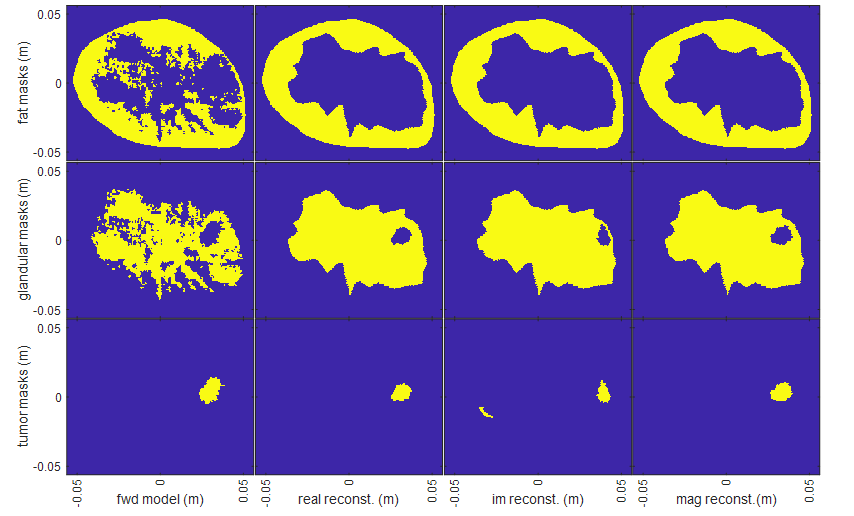 0.05
0
-0.05
fat masks (m)
0.05
0
-0.05
glandular masks (m)
0.05
0
-0.05
tumor masks (m)
-0.05 0 0.05
fwd model (m)
-0.05 0 0.05
real reconst. (m)
-0.05 0 0.05
im reconst. (m)
-0.05 0 0.05
mag reconst.(m)